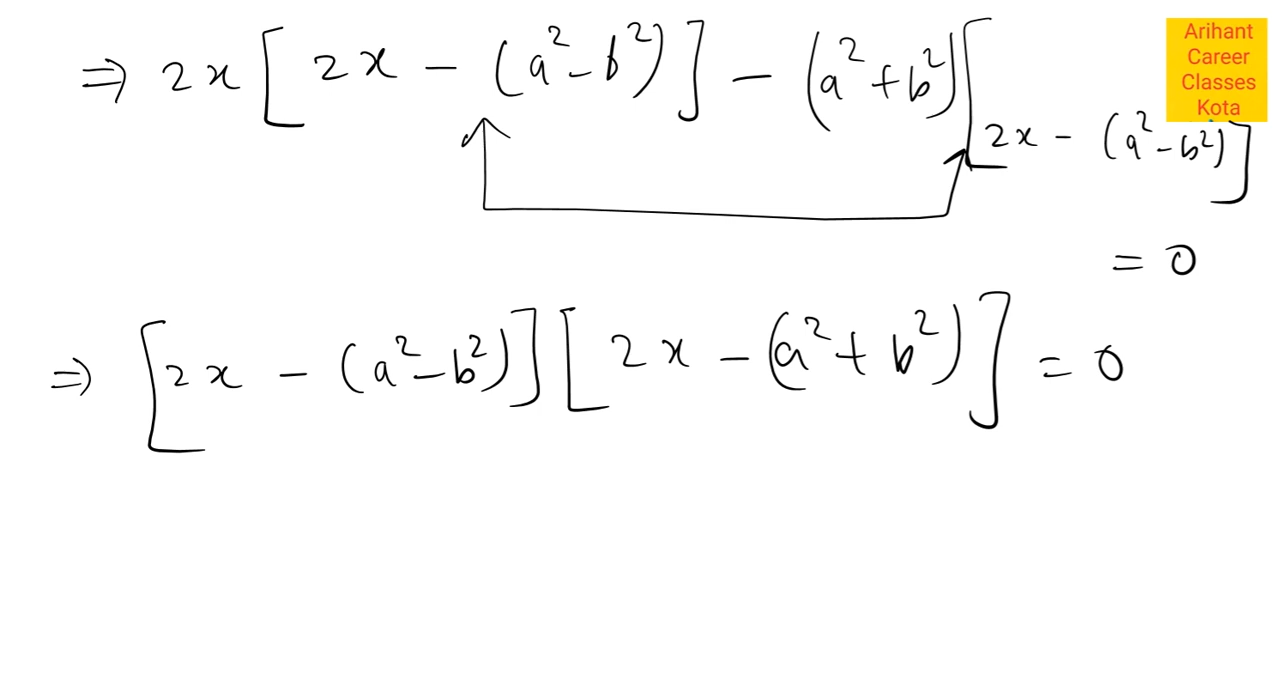 ⇒ 2x [2x - (a² - b²)] - (a² + b²) [2x - (a² - b²)]
= 0
⇒ [2x - (a² - b²)] [2x - (a² + b²)] = 0
Arihant
Career
Classes
Kota